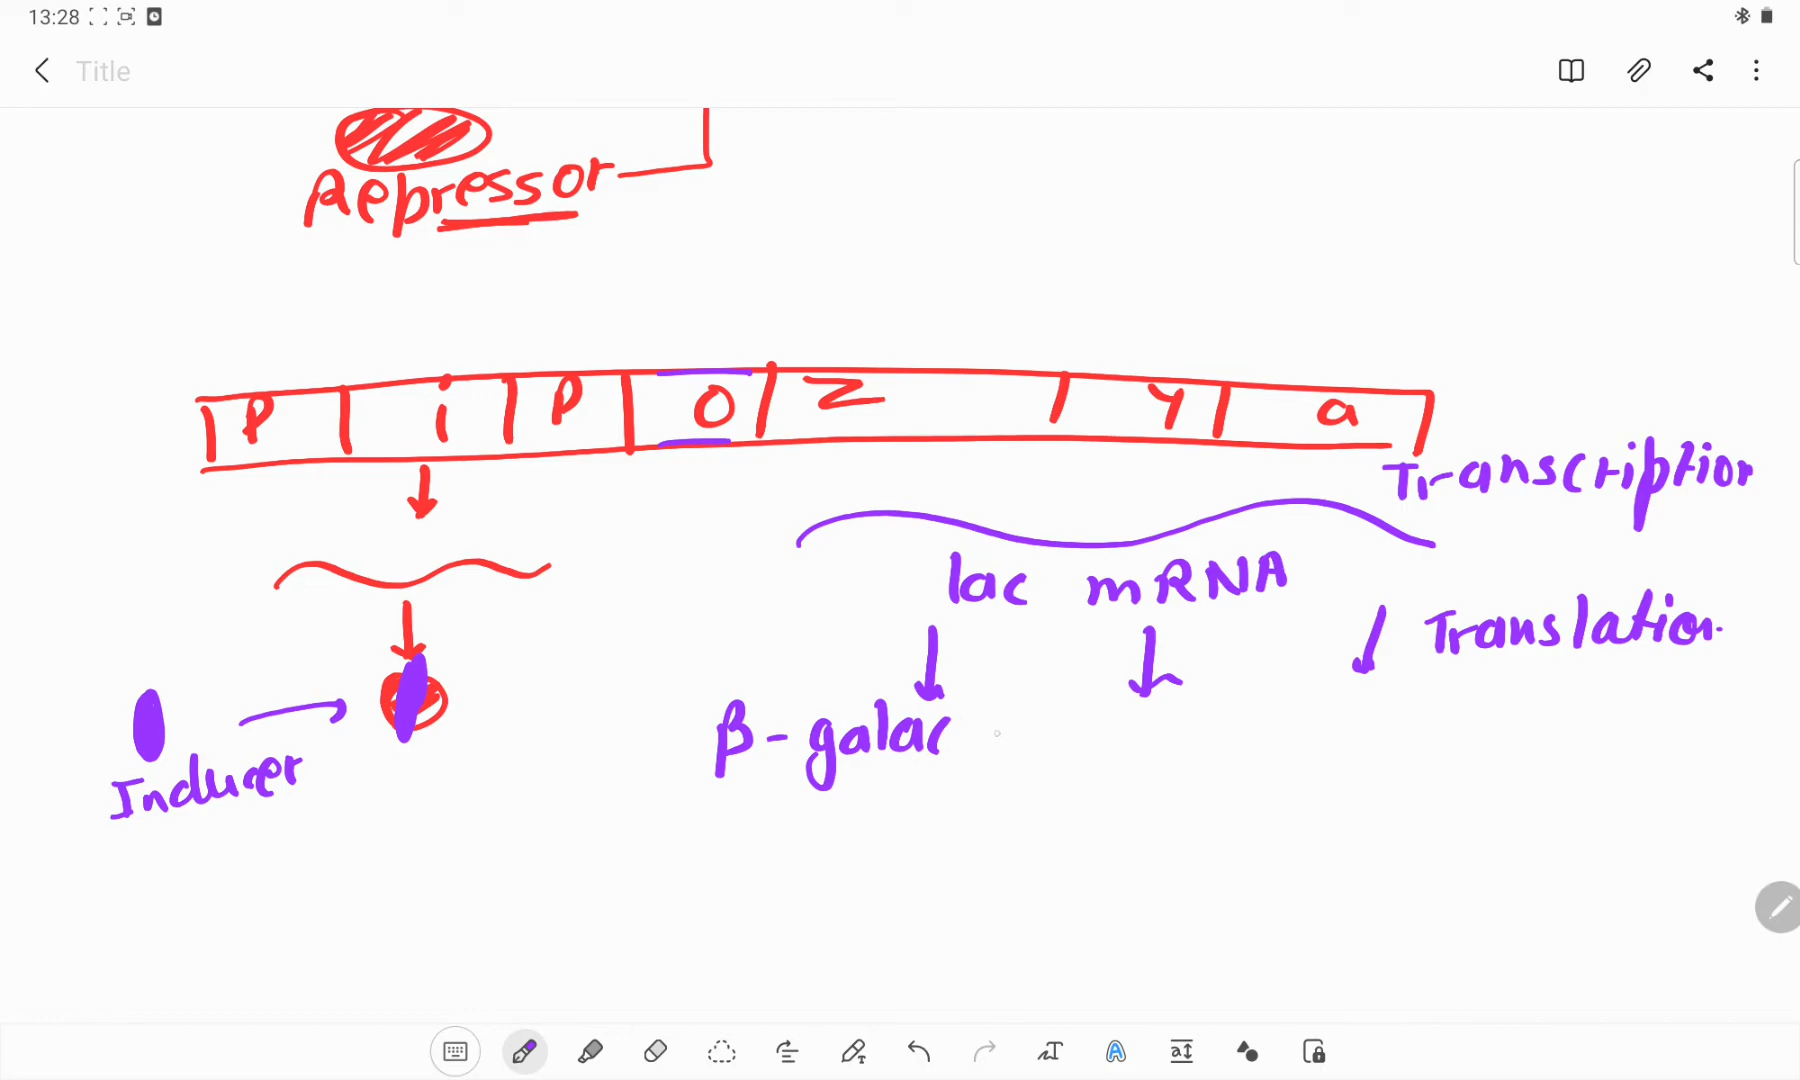 13:28
Title
Repressor
P i P O Z y a
Transcription
lac mRNA
Translation.
β-galac
Inducer